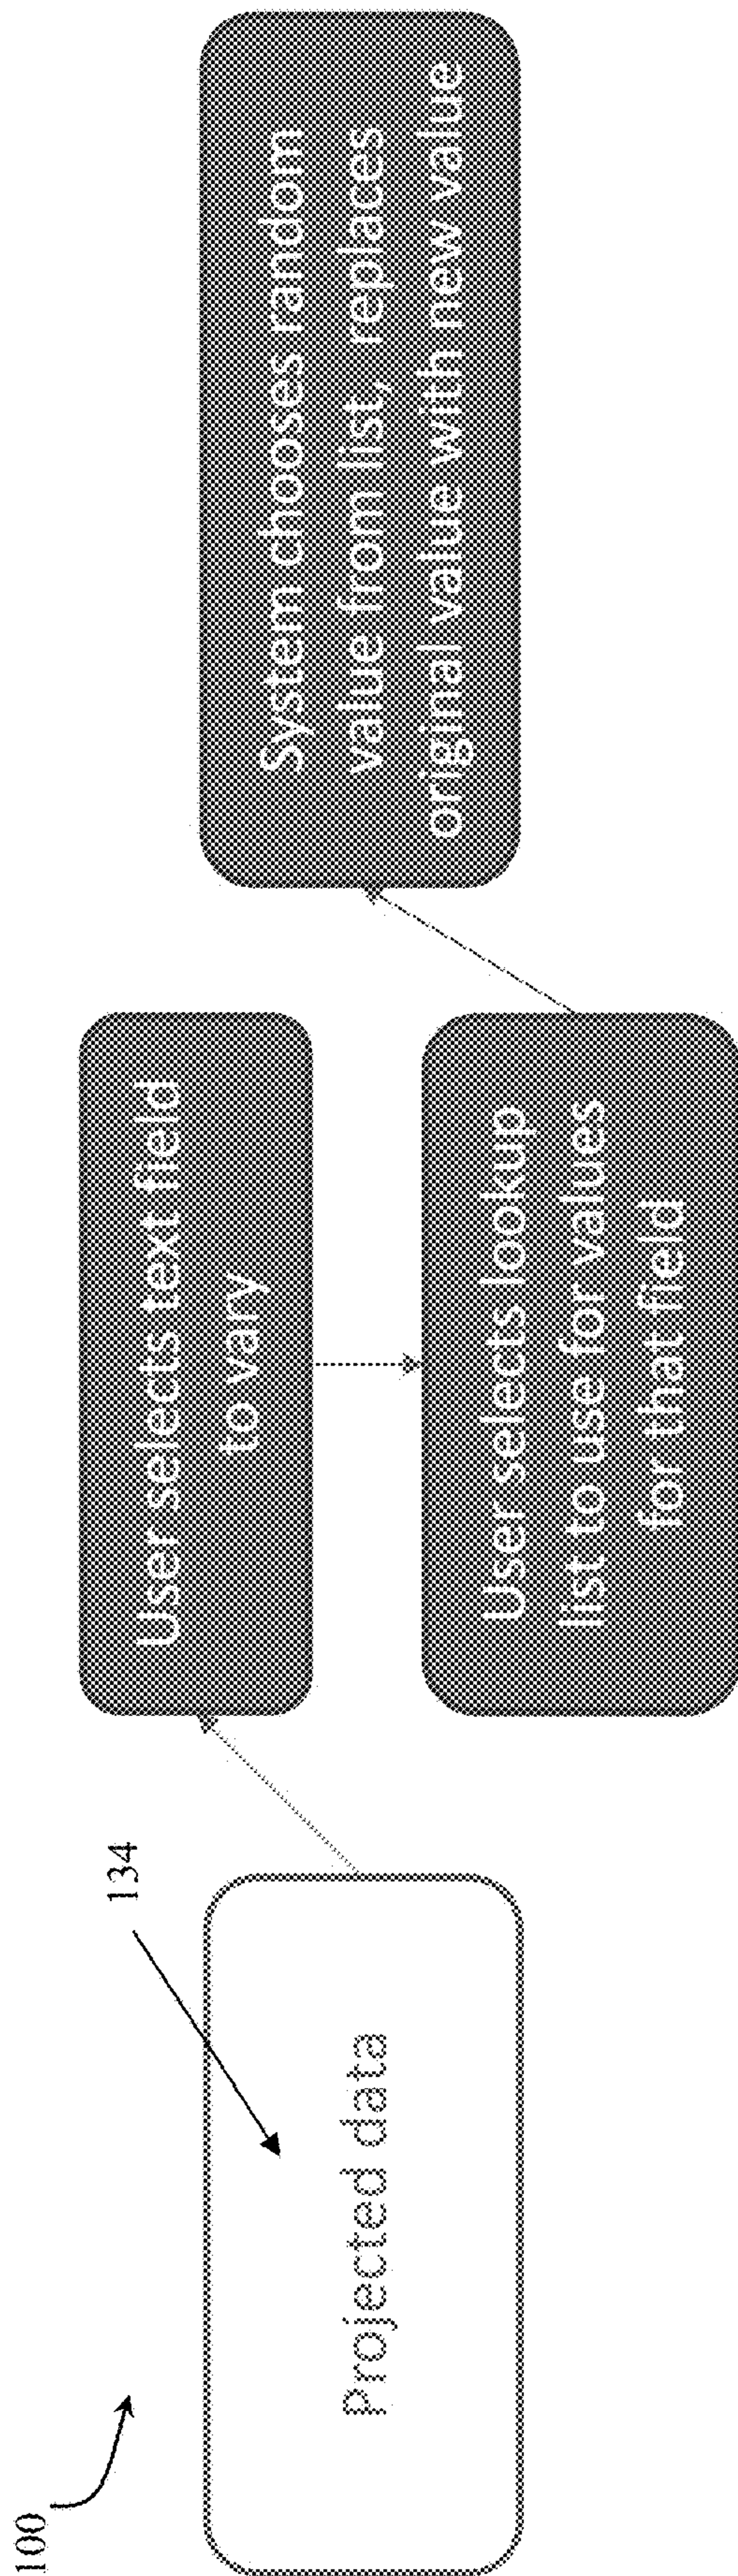 100
134
Projected data
User selects text field
to vary
User selects lookup
list to use for values
for that field
System chooses random
value from list, replaces
original value with new value